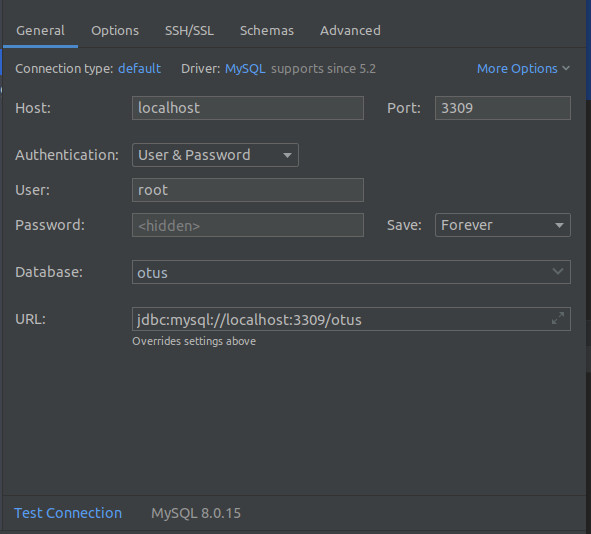 General Options SSH/SSL Schemas Advanced
Connection type: default Driver: MySQL supports since 5.2 More Options
Host: localhost Port: 3309
Authentication: User & Password
User: root
Password: <hidden> Save: Forever
Database: otus
URL: jdbc:mysql://localhost:3309/otus
Overrides settings above
Test Connection MySQL 8.0.15